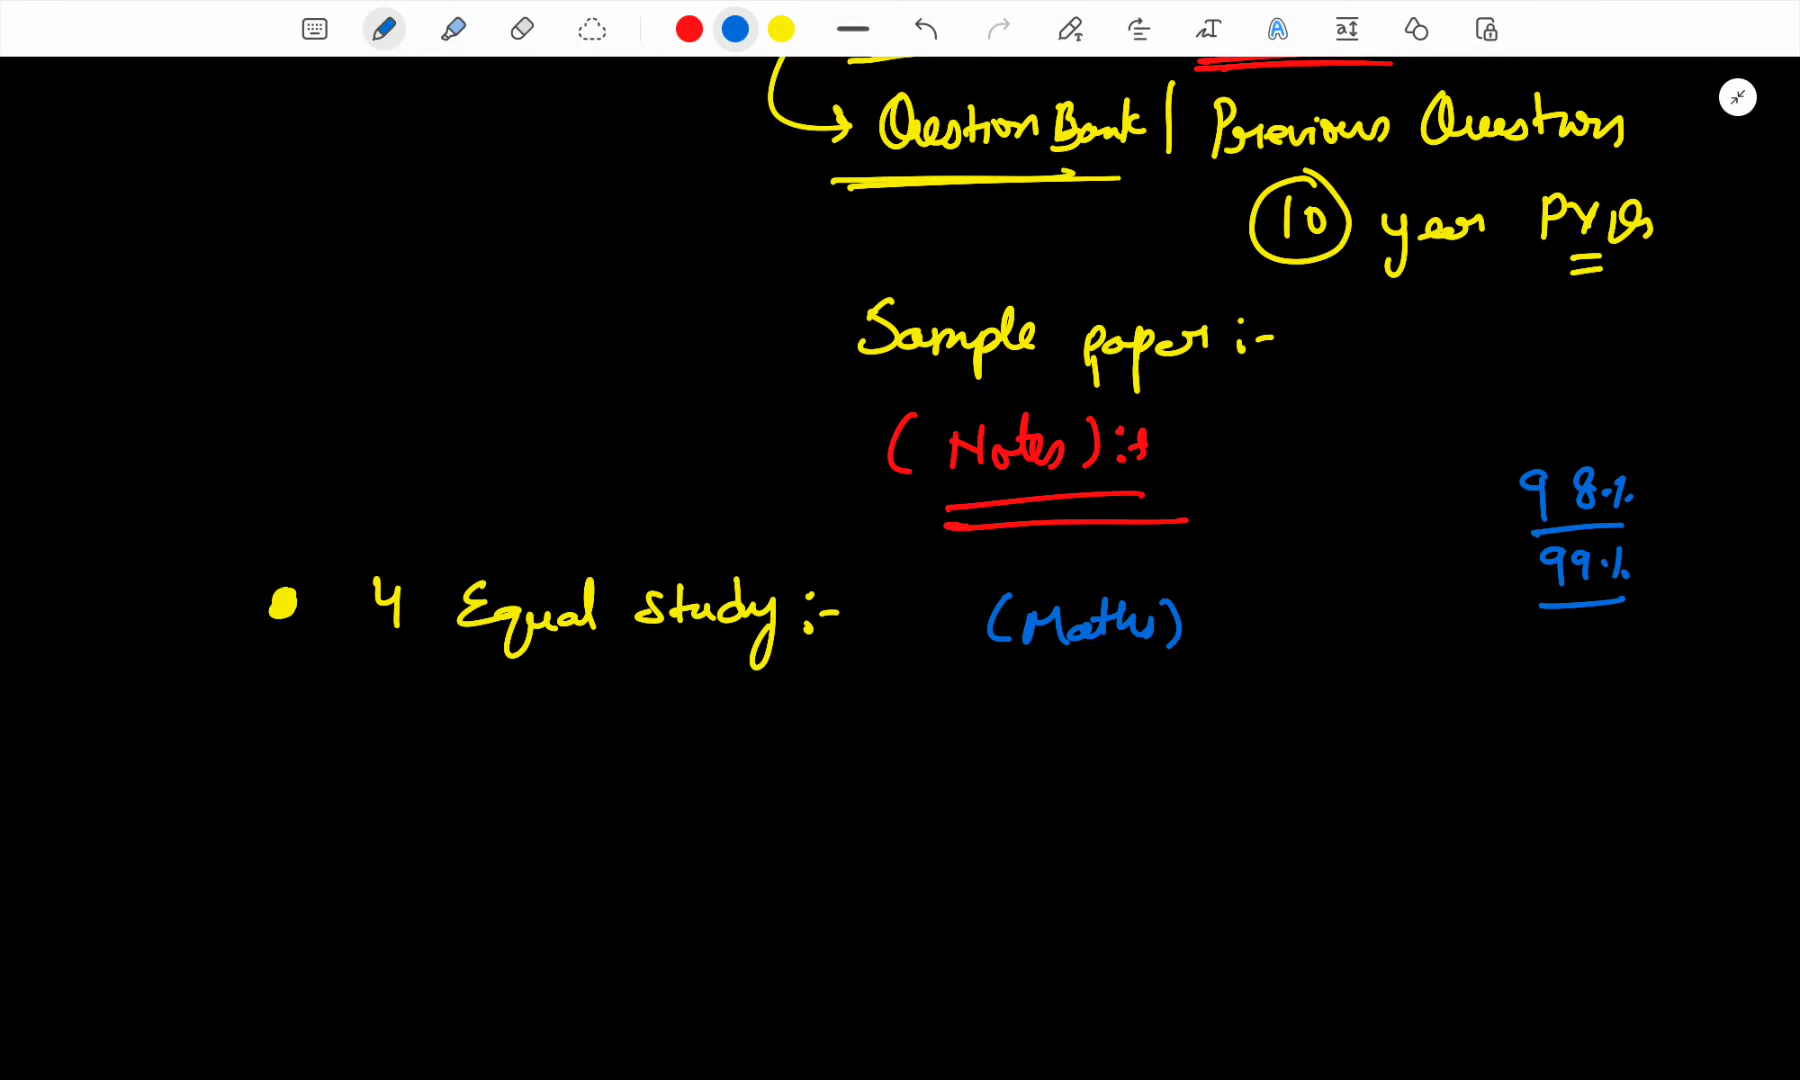 Question Bank | Previous Questions
10 year PYQs
Sample paper :-
(Notes) :-
98%
99%
4 Equal study :- (Maths)